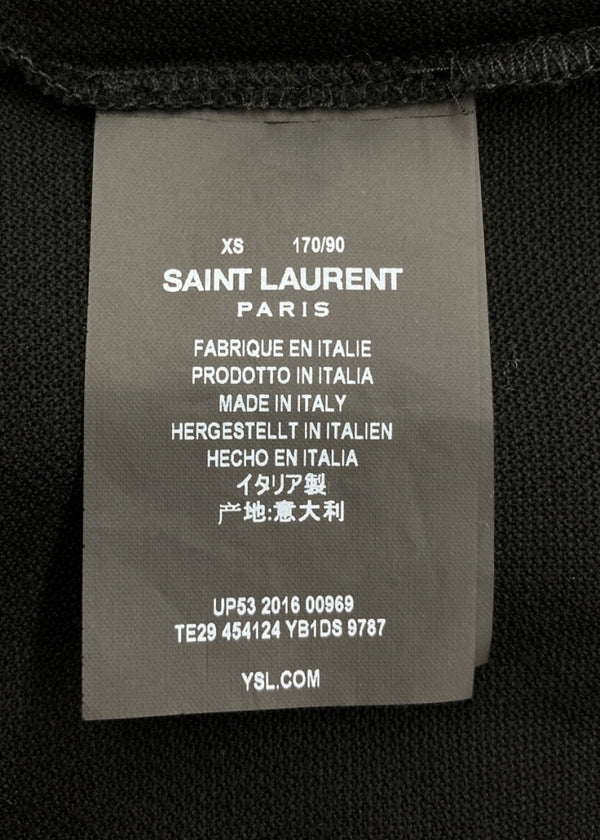 XS 170/90
SAINT LAURENT
PARIS
FABRIQUE EN ITALIE
PRODOTTO IN ITALIA
MADE IN ITALY
HERGESTELLT IN ITALIEN
HECHO EN ITALIA
イタリア製
产地:意大利
UP53 2016 00969
TE29 454124 YB1DS 9787
YSL.COM